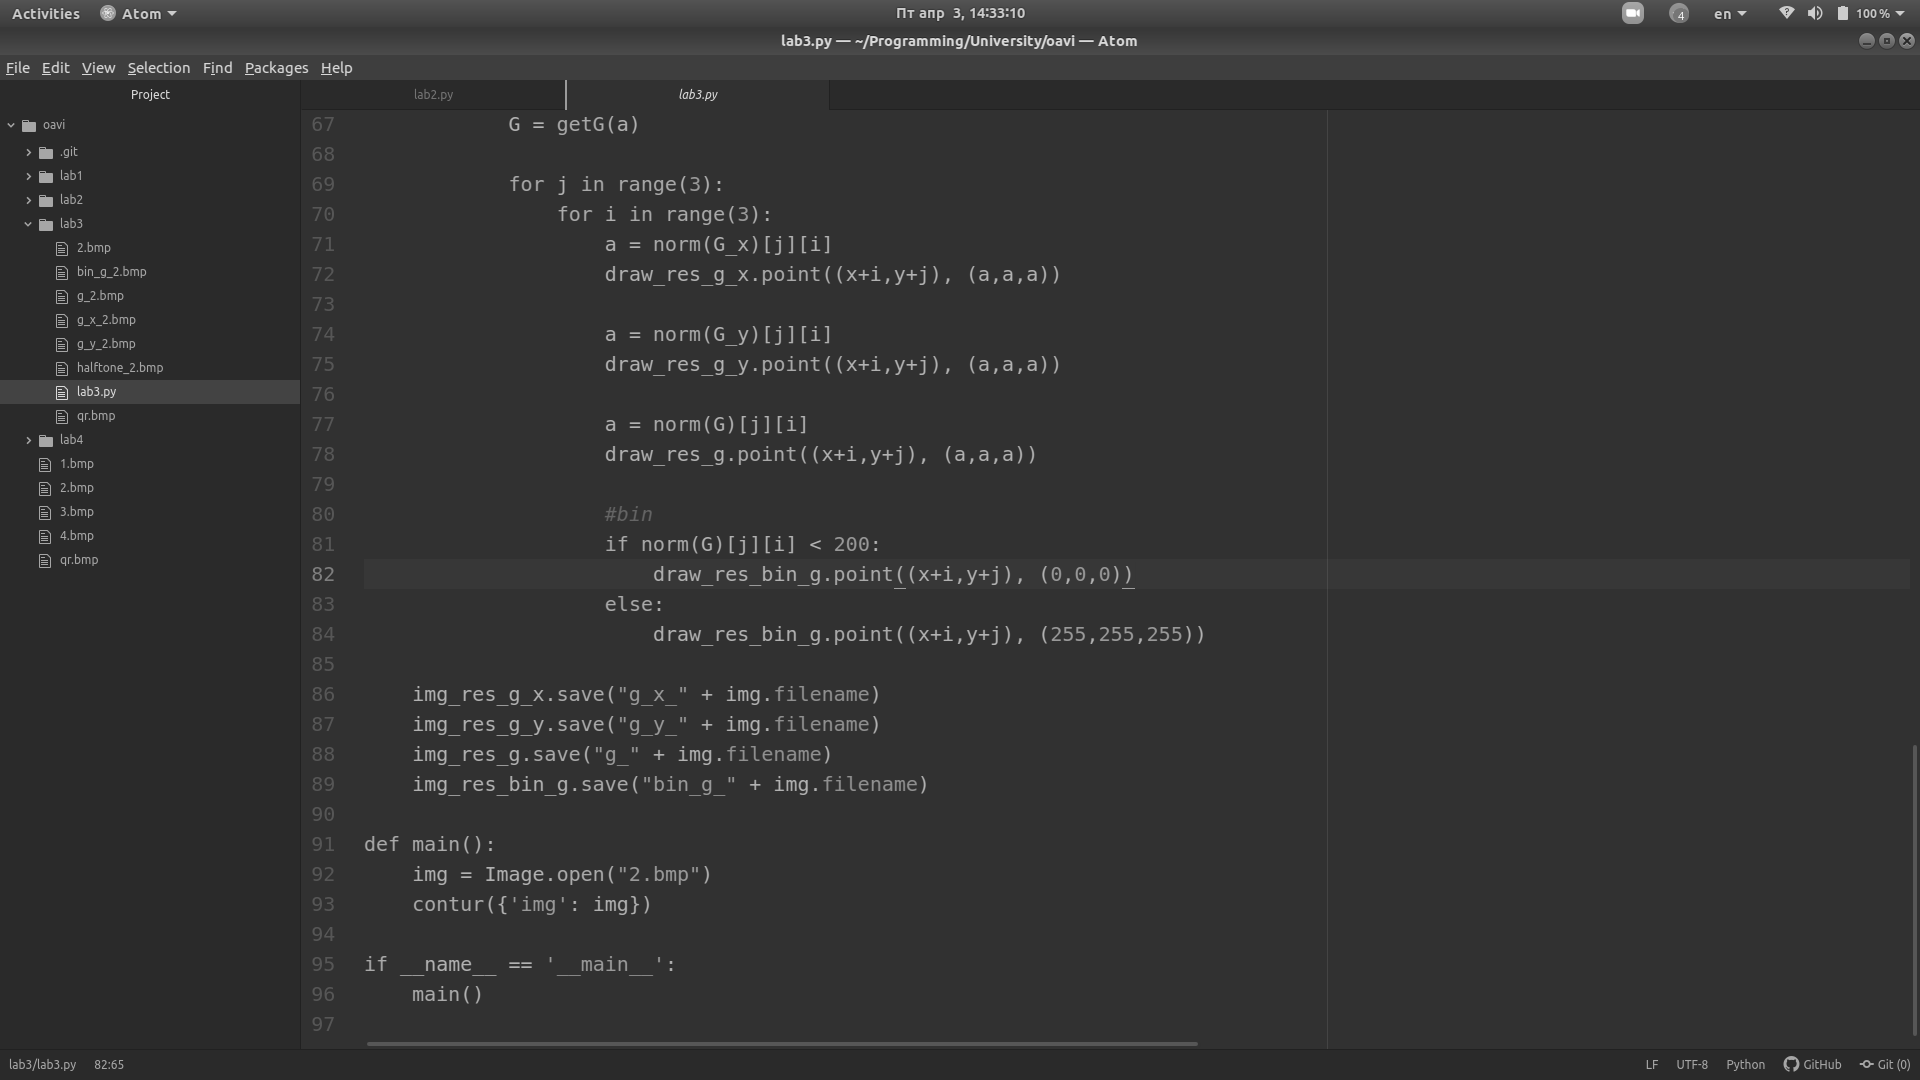 Activities Atom Пт апр 3, 14:33:10 4 en 100 %
lab3.py — ~/Programming/University/oavi — Atom
File Edit View Selection Find Packages Help
Project
oavi
.git
lab1
lab2
lab3
2.bmp
bin_g_2.bmp
g_2.bmp
g_x_2.bmp
g_y_2.bmp
halftone_2.bmp
lab3.py
qr.bmp
lab4
1.bmp
2.bmp
3.bmp
4.bmp
qr.bmp
lab2.py lab3.py
67             G = getG(a)
68
69             for j in range(3):
70                 for i in range(3):
71                     a = norm(G_x)[j][i]
72                     draw_res_g_x.point((x+i,y+j), (a,a,a))
73
74                     a = norm(G_y)[j][i]
75                     draw_res_g_y.point((x+i,y+j), (a,a,a))
76
77                     a = norm(G)[j][i]
78                     draw_res_g.point((x+i,y+j), (a,a,a))
79
80                     #bin
81                     if norm(G)[j][i] < 200:
82                         draw_res_bin_g.point((x+i,y+j), (0,0,0))
83                     else:
84                         draw_res_bin_g.point((x+i,y+j), (255,255,255))
85
86     img_res_g_x.save("g_x_" + img.filename)
87     img_res_g_y.save("g_y_" + img.filename)
88     img_res_g.save("g_" + img.filename)
89     img_res_bin_g.save("bin_g_" + img.filename)
90
91 def main():
92     img = Image.open("2.bmp")
93     contur({'img': img})
94
95 if __name__ == '__main__':
96     main()
97
lab3/lab3.py 82:65 LF UTF-8 Python GitHub Git (0)